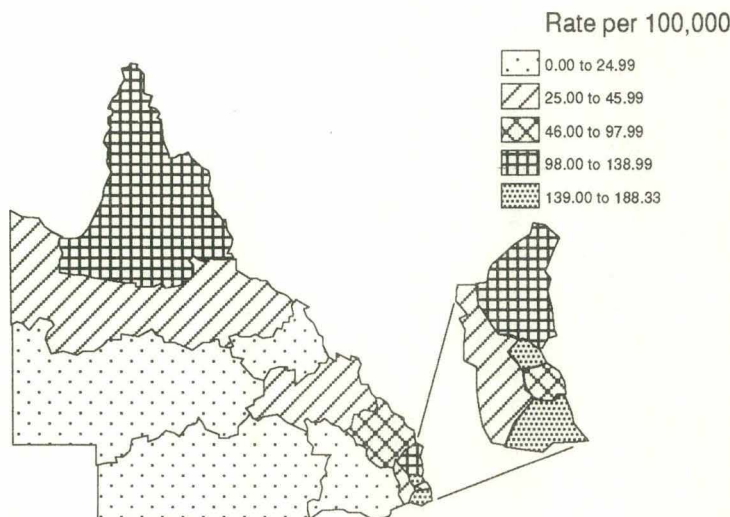 Rate per 100,000
0.00 to 24.99
25.00 to 45.99
46.00 to 97.99
98.00 to 138.99
139.00 to 188.33